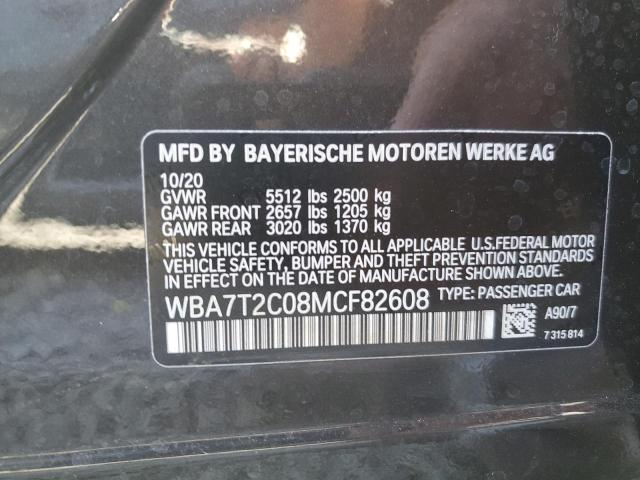 MFD BY BAYERISCHE MOTOREN WERKE AG
10/20
GVWR 5512 lbs 2500 kg
GAWR FRONT 2657 lbs 1205 kg
GAWR REAR 3020 lbs 1370 kg
THIS VEHICLE CONFORMS TO ALL APPLICABLE U.S.FEDERAL MOTOR
VEHICLE SAFETY, BUMPER AND THEFT PREVENTION STANDARDS
IN EFFECT ON THE DATE OF MANUFACTURE SHOWN ABOVE.
WBA7T2C08MCF82608 TYPE: PASSENGER CAR
A90/7
7 315 814